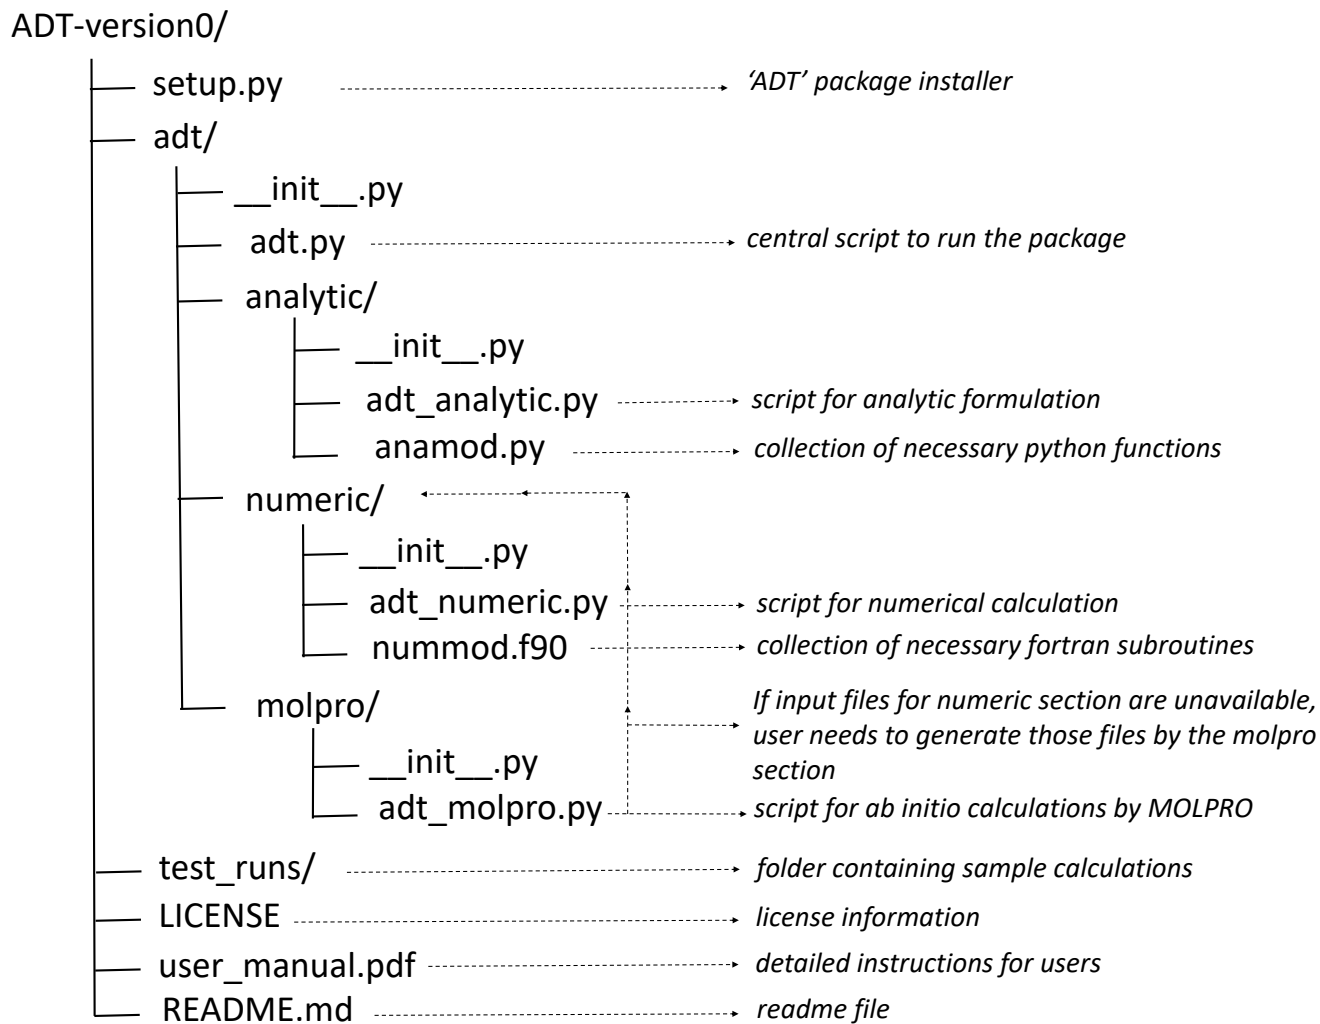 ADT-version0/
setup.py ‘ADT’ package installer
adt/
__init__.py
adt.py central script to run the package
analytic/
__init__.py
adt_analytic.py script for analytic formulation
anamod.py collection of necessary python functions
numeric/
__init__.py
adt_numeric.py script for numerical calculation
nummod.f90 collection of necessary fortran subroutines
molpro/
If input files for numeric section are unavailable,
user needs to generate those files by the molpro
section
__init__.py
adt_molpro.py script for ab initio calculations by MOLPRO
test_runs/ folder containing sample calculations
LICENSE license information
user_manual.pdf detailed instructions for users
README.md readme file